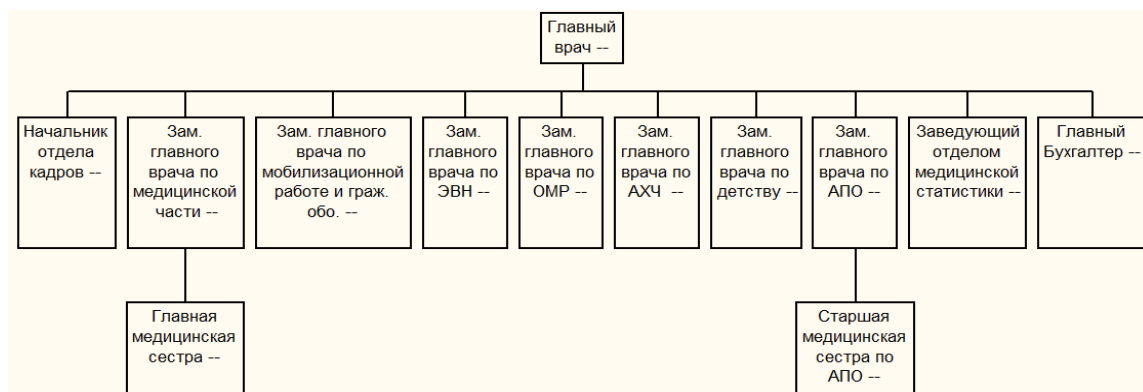 Главный
врач --
Начальник
отдела
кадров --
Зам.
главного
врача по
медицинской
части --
Зам. главного
врача по
мобилизационной
работе и граж.
обо. --
Зам.
главного
врача по
ЭВН --
Зам.
главного
врача по
ОМР --
Зам.
главного
врача по
АХЧ --
Зам.
главного
врача по
детству --
Зам.
главного
врача по
АПО --
Заведующий
отделом
медицинской
статистики --
Главный
Бухгалтер --
Главная
медицинская
сестра --
Старшая
медицинская
сестра по
АПО --